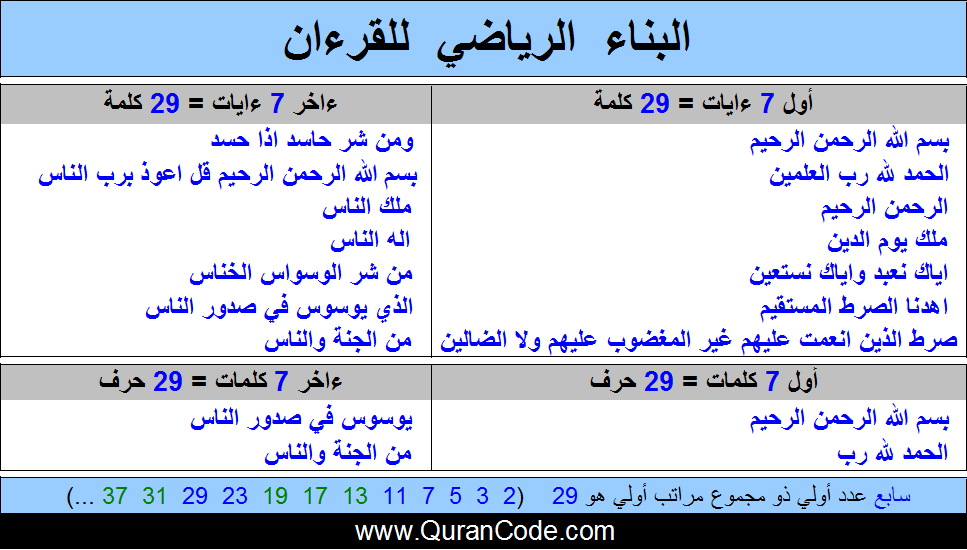 البناء الرياضي للقرءان
أول 7 ءايات = 29 كلمة
بسم الله الرحمن الرحيم
الحمد لله رب العلمين
الرحمن الرحيم
ملك يوم الدين
اياك نعبد واياك نستعين
اهدنا الصرط المستقيم
صرط الذين انعمت عليهم غير المغضوب عليهم ولا الضالين
ءاخر 7 ءايات = 29 كلمة
ومن شر حاسد اذا حسد
بسم الله الرحمن الرحيم قل اعوذ برب الناس
ملك الناس
اله الناس
من شر الوسواس الخناس
الذي يوسوس في صدور الناس
من الجنة والناس
أول 7 كلمات = 29 حرف
بسم الله الرحمن الرحيم
الحمد لله رب
ءاخر 7 كلمات = 29 حرف
يوسوس في صدور الناس
من الجنة والناس
سابع عدد أولي ذو مجموع مراتب أولي هو 29 (2 3 5 7 11 13 17 19 23 29 31 37 ...)
www.QuranCode.com